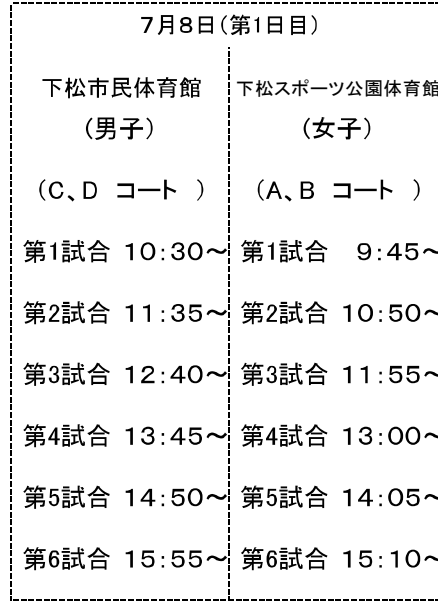 7月8日(第1日目)
下松市民体育館
(男子)
(C、D コート )
第1試合 10:30～
第2試合 11:35～
第3試合 12:40～
第4試合 13:45～
第5試合 14:50～
第6試合 15:55～
下松スポーツ公園体育館
(女子)
(A、B コート )
第1試合 9:45～
第2試合 10:50～
第3試合 11:55～
第4試合 13:00～
第5試合 14:05～
第6試合 15:10～